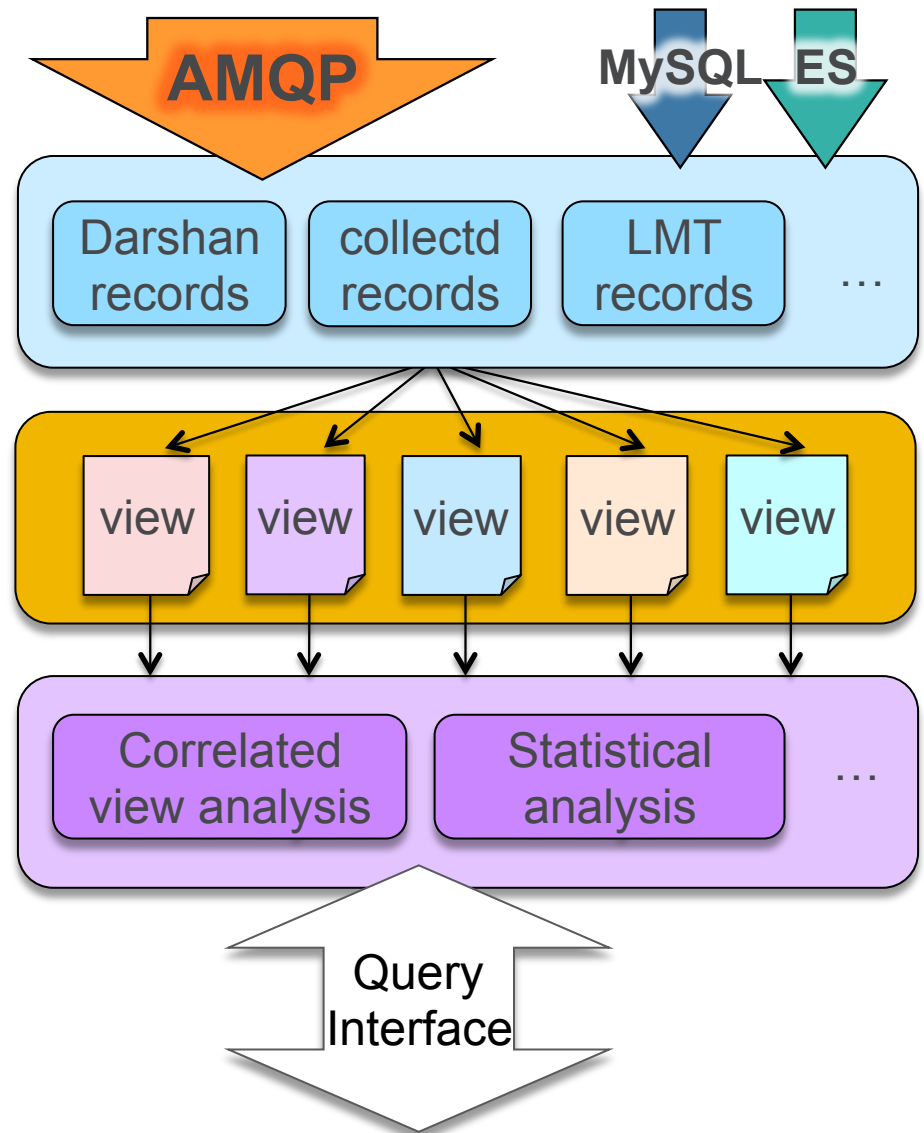 AMQP
MySQL
ES
Darshan
records
collectd
records
LMT
records
...
view
view
view
view
view
Correlated
view analysis
Statistical
analysis
...
Query
Interface